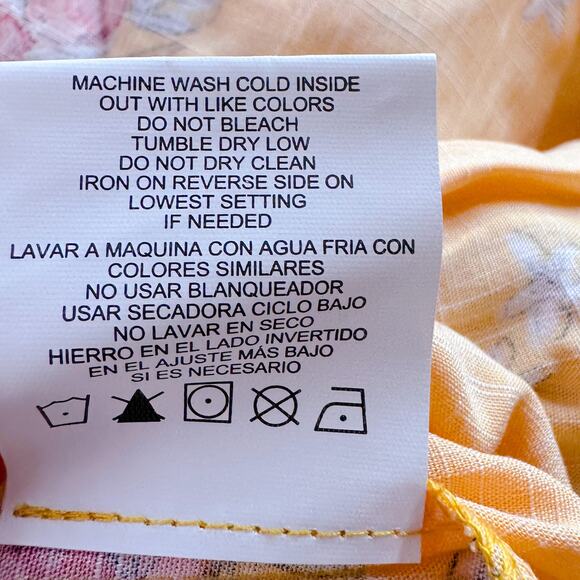 MACHINE WASH COLD INSIDE
OUT WITH LIKE COLORS
DO NOT BLEACH
TUMBLE DRY LOW
DO NOT DRY CLEAN
IRON ON REVERSE SIDE ON
LOWEST SETTING
IF NEEDED
LAVAR A MAQUINA CON AGUA FRIA CON
COLORES SIMILARES
NO USAR BLANQUEADOR
USAR SECADORA CICLO BAJO
NO LAVAR EN SECO
HIERRO EN EL LADO INVERTIDO
EN EL AJUSTE MÁS BAJO
SI ES NECESARIO